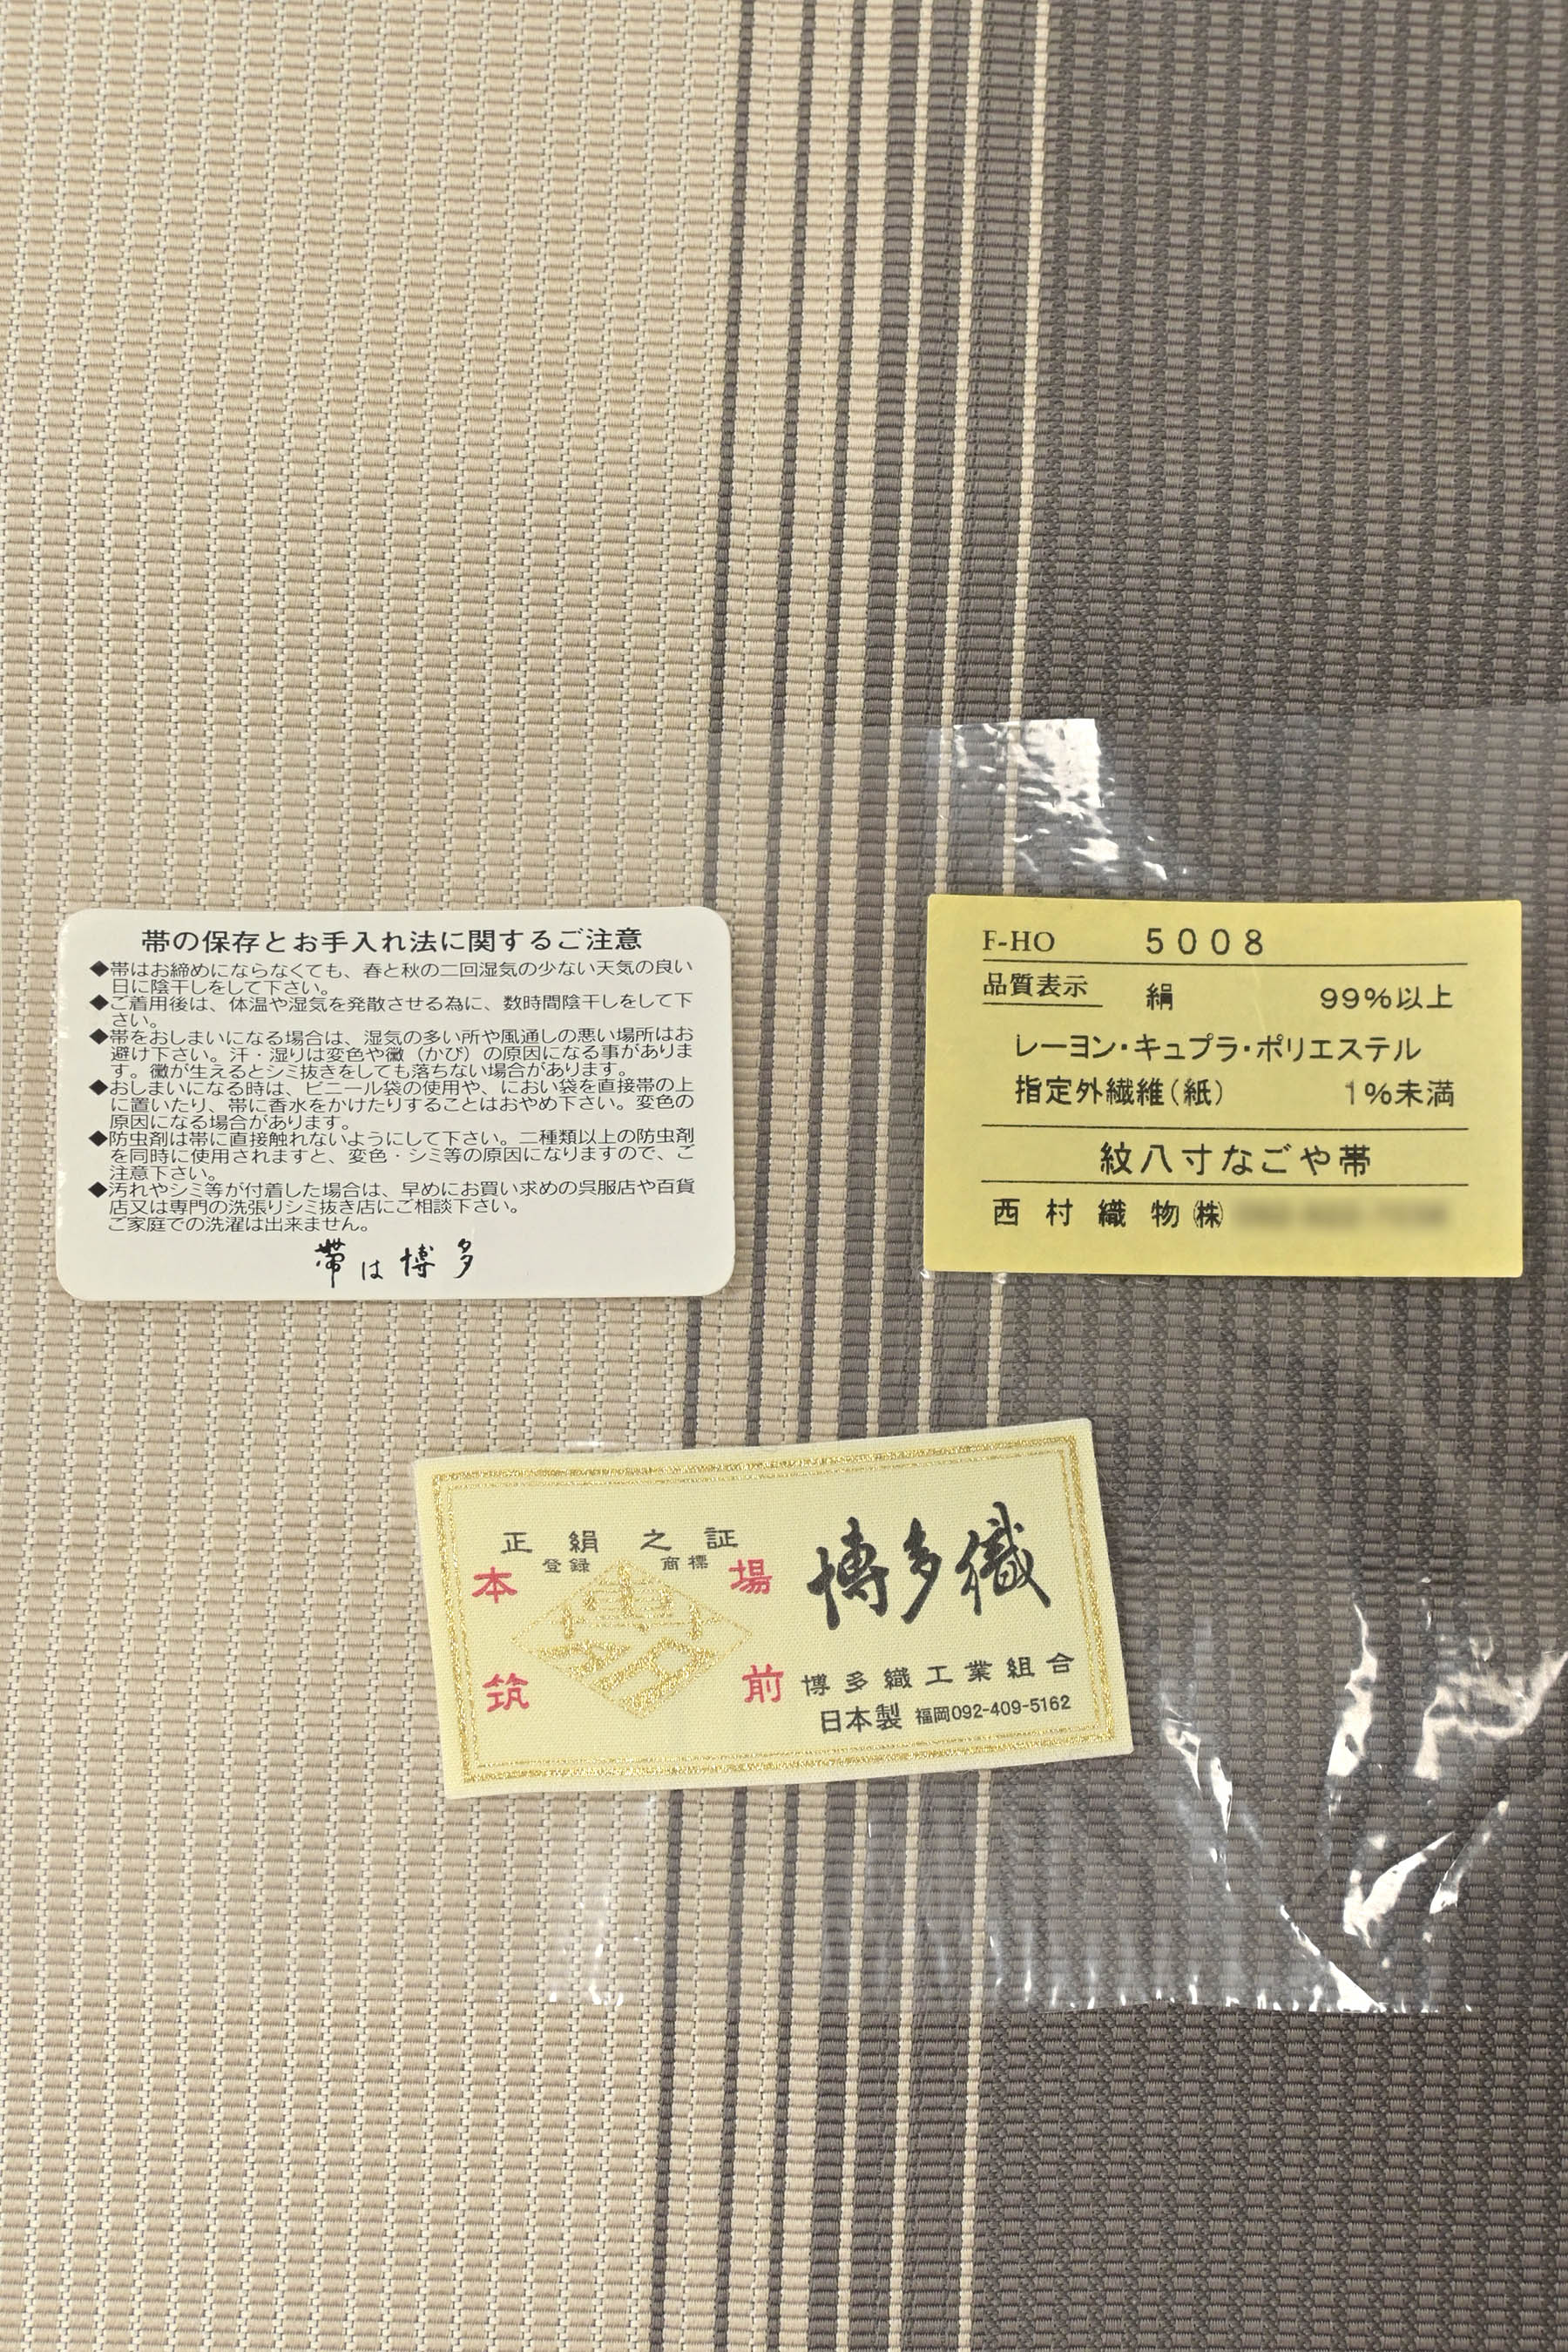 帯の保存とお手入れ法に関するご注意
◆帯はお締めにならなくても、春と秋の二回湿気の少ない天気の良い
日に陰干しをして下さい。
◆ご着用後は、体温や湿気を発散させる為に、数時間陰干しをして下
さい。
◆帯をおしまいになる場合は、湿気の多い所や風通しの悪い場所はお
避け下さい。汗・湿りは変色や黴（かび）の原因になる事がありま
す。黴が生えるとシミ抜きをしても落ちない場合があります。
◆おしまいになる時は、ビニール袋の使用や、におい袋を直接帯の上
に置いたり、帯に香水をかけたりすることはおやめ下さい。変色の
原因になる場合があります。
◆防虫剤は帯に直接触れないようにして下さい。二種類以上の防虫剤
を同時に使用されますと、変色・シミ等の原因になりますので、ご
注意下さい。
◆汚れやシミ等が付着した場合は、早めにお買い求めの呉服店や百貨
店又は専門の洗張りシミ抜き店にご相談下さい。
ご家庭での洗濯は出来ません。
帯は博多
F-HO 5008
品質表示 絹 99%以上
レーヨン・キュプラ・ポリエステル
指定外繊維(紙) 1%未満
紋八寸なごや帯
西村織物㈱
正絹之証
登録 商標
本場
筑前
博多織
博多織工業組合
日本製 福岡092-409-5162